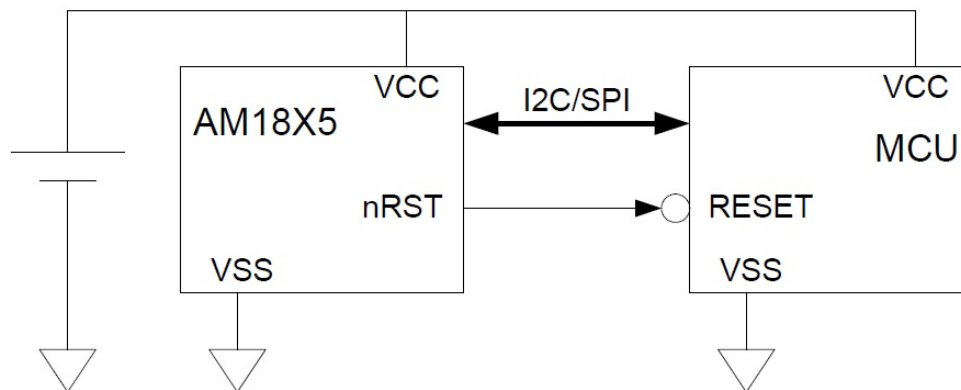 VCC
I2C/SPI
VCC
AM18X5
MCU
nRST
RESET
VSS
VSS